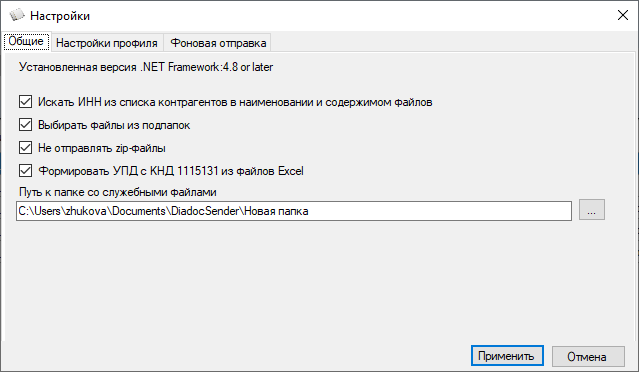 Настройки
Общие Настройки профиля Фоновая отправка
Установленная версия .NET Framework:4.8 or later
Искать ИНН из списка контрагентов в наименовании и содержимом файлов
Выбирать файлы из подпапок
Не отправлять zip-файлы
Формировать УПД с КНД 1115131 из файлов Excel
Путь к папке со служебными файлами
C:\Users\zhukova\Documents\DiadocSender\Новая папка ...
Применить Отмена